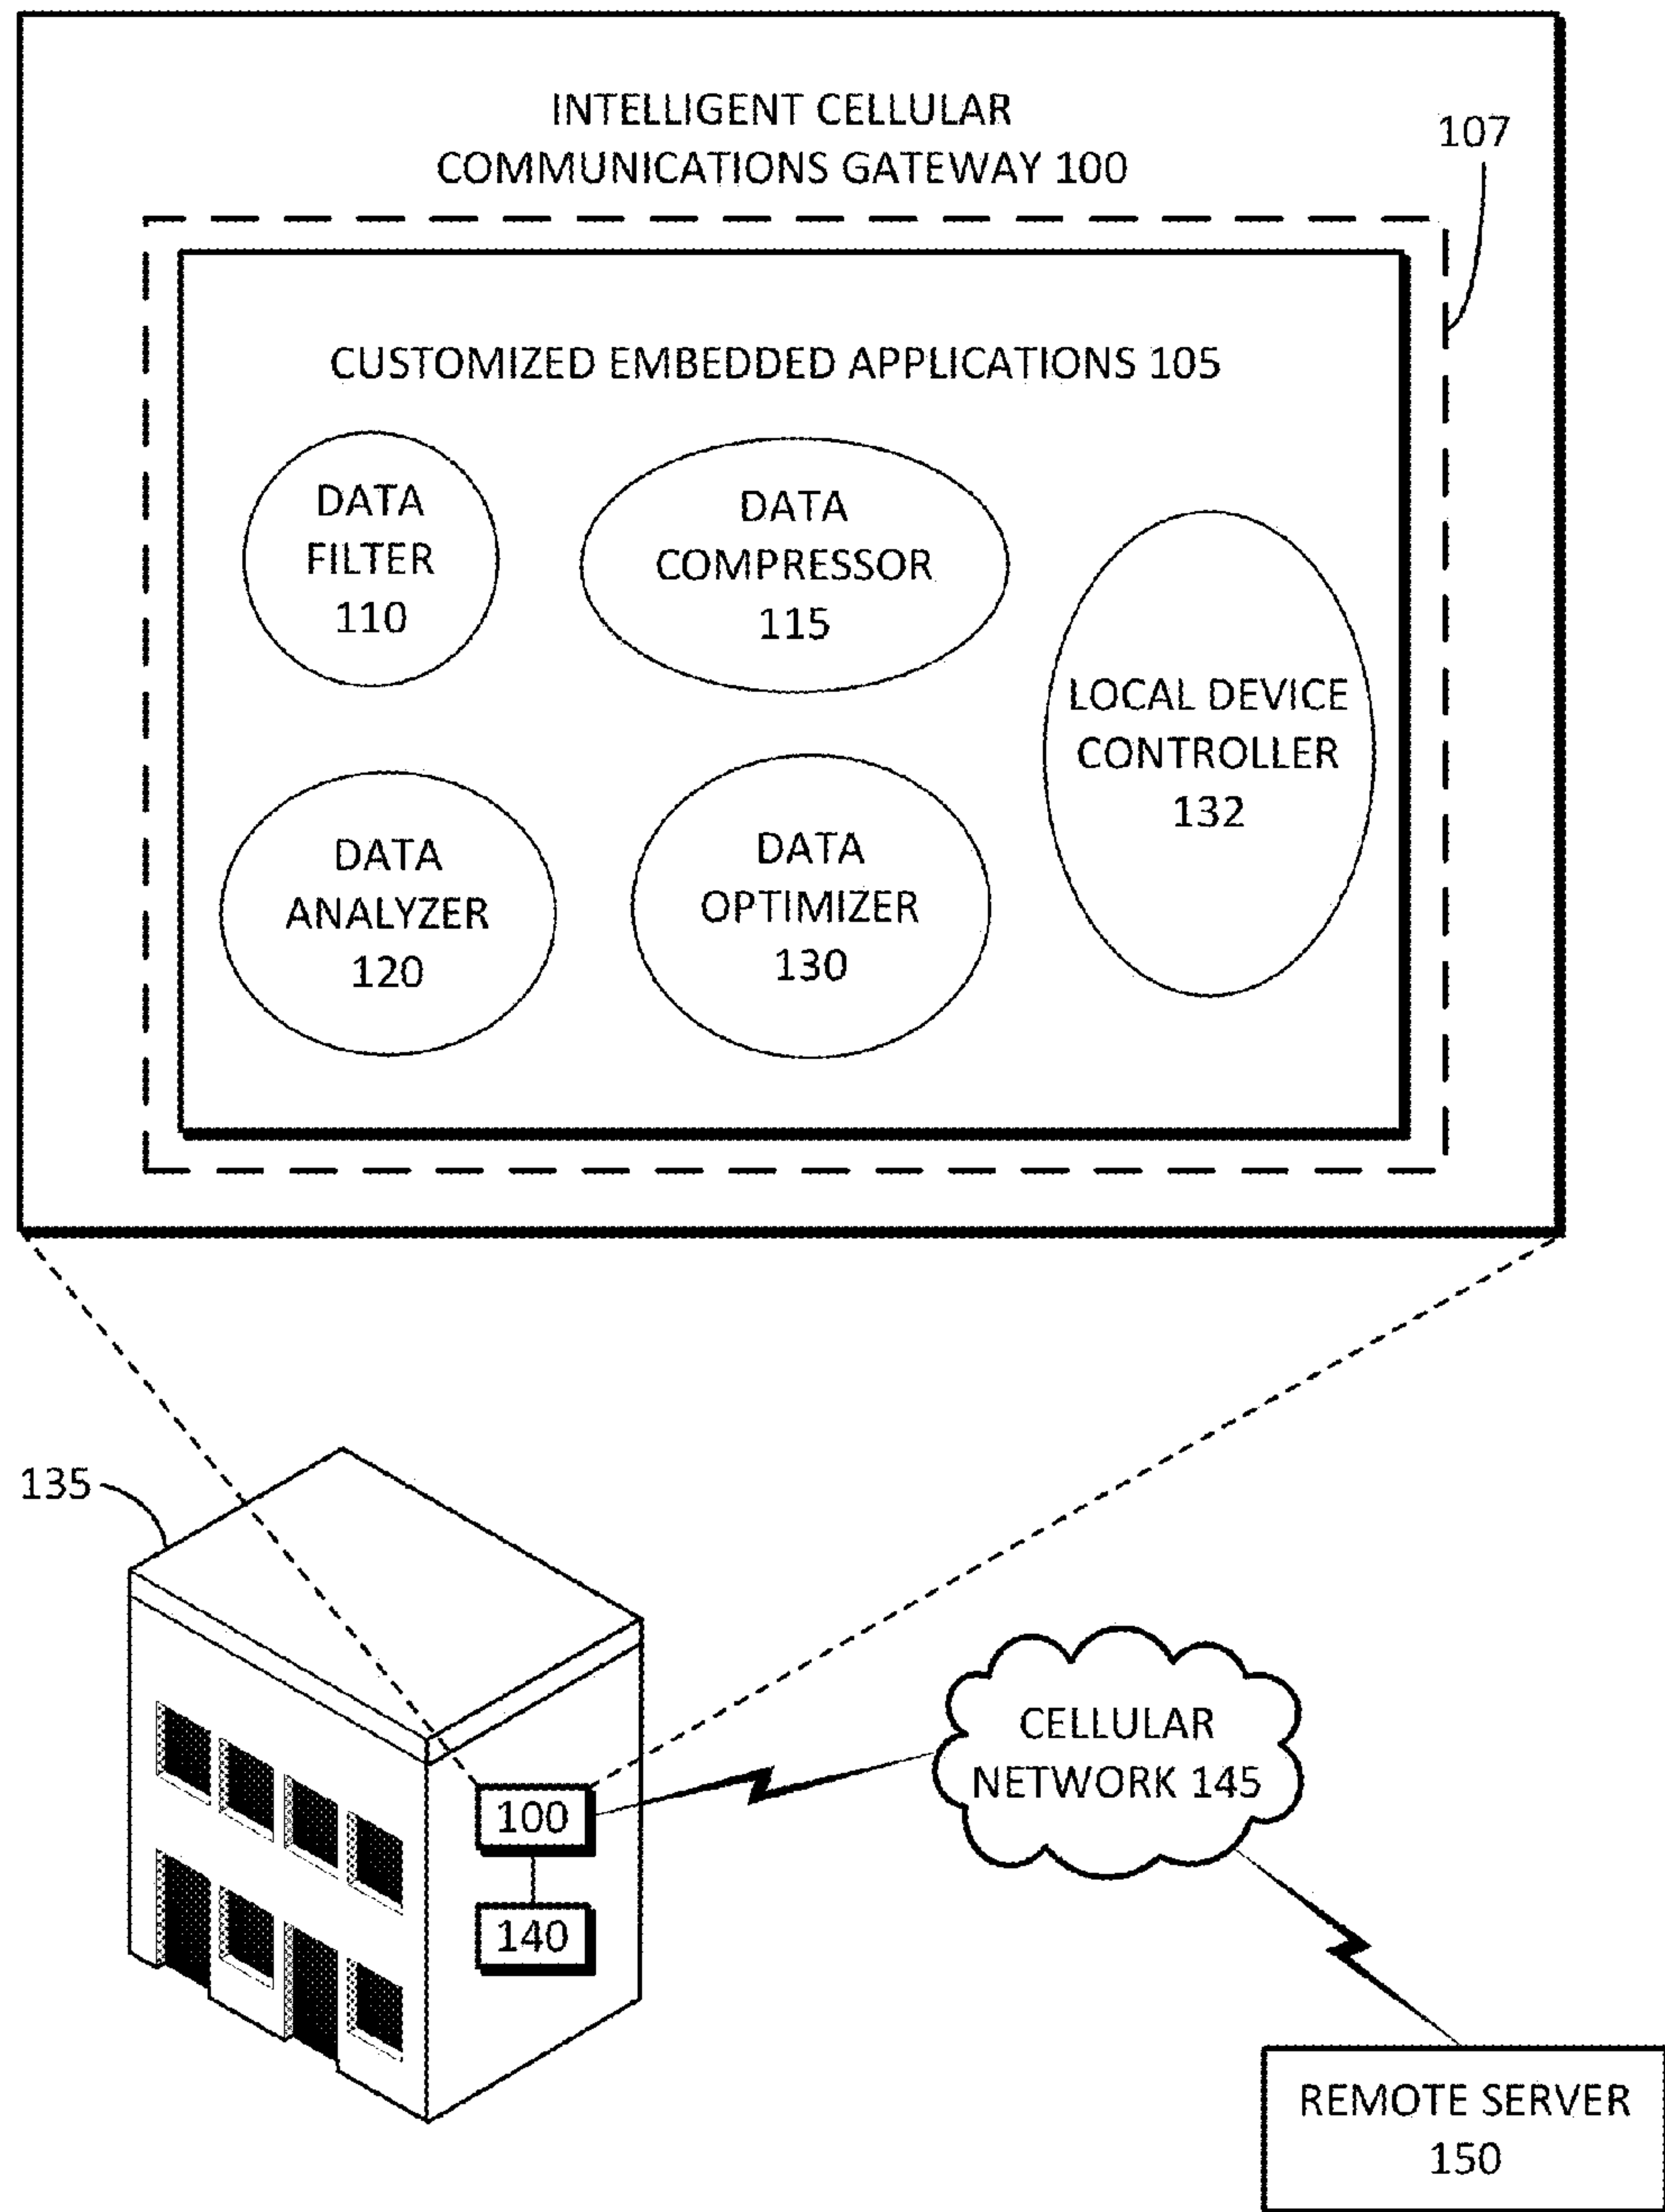 INTELLIGENT CELLULAR
COMMUNICATIONS GATEWAY 100
107
CUSTOMIZED EMBEDDED APPLICATIONS 105
DATA
FILTER
110
DATA
COMPRESSOR
115
LOCAL DEVICE
CONTROLLER
132
DATA
ANALYZER
120
DATA
OPTIMIZER
130
135
100
140
CELLULAR
NETWORK 145
REMOTE SERVER
150